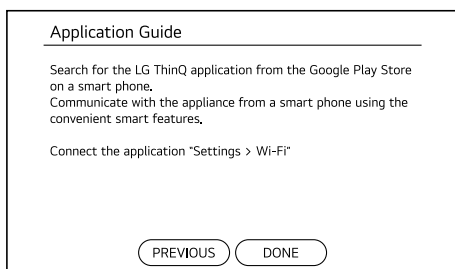 Application Guide
Search for the LG ThinQ application from the Google Play Store
on a smart phone.
Communicate with the appliance from a smart phone using the
convenient smart features.
Connect the application "Settings > Wi-Fi"
PREVIOUS DONE